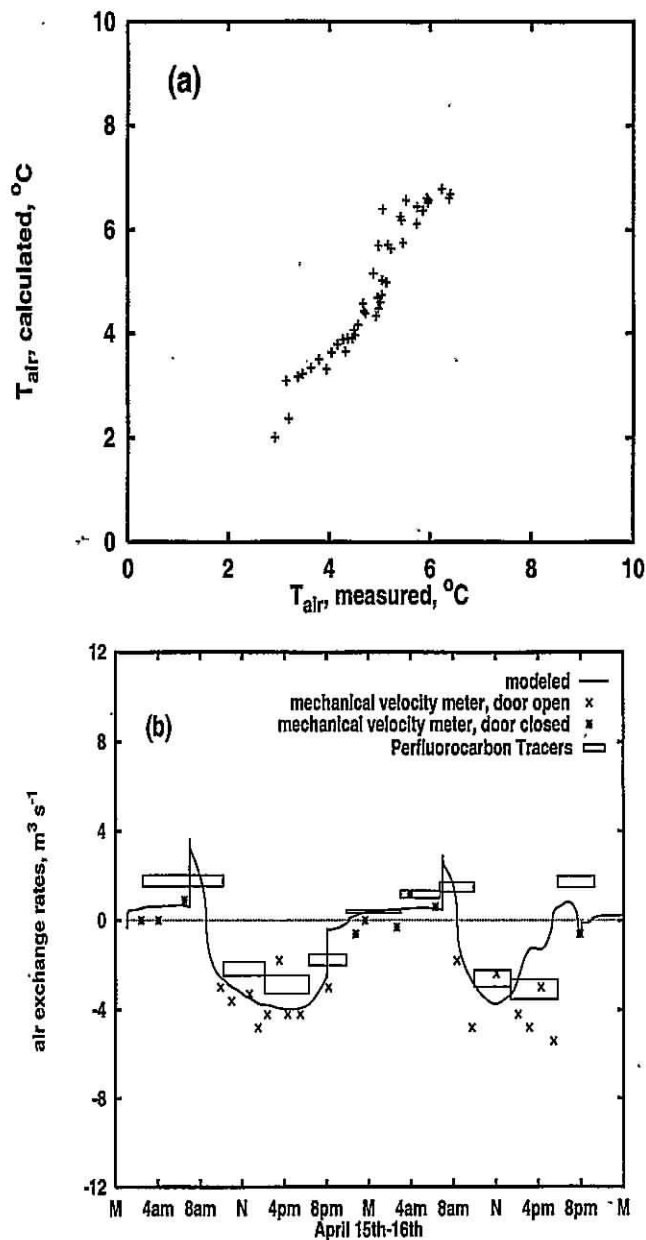 10
(a)
8
6
4
2
0
T_air, calculated, °C
0 2 4 6 8 10
T_air, measured, °C
12
modeled
mechanical velocity meter, door open
(b)
mechanical velocity meter, door closed
8
Perfluorocarbon Tracers
4
0
-4
-8
-12
air exchange rates, m³ s⁻¹
M 4am 8am N 4pm 8pm M 4am 8am N 4pm 8pm M
April 15th-16th